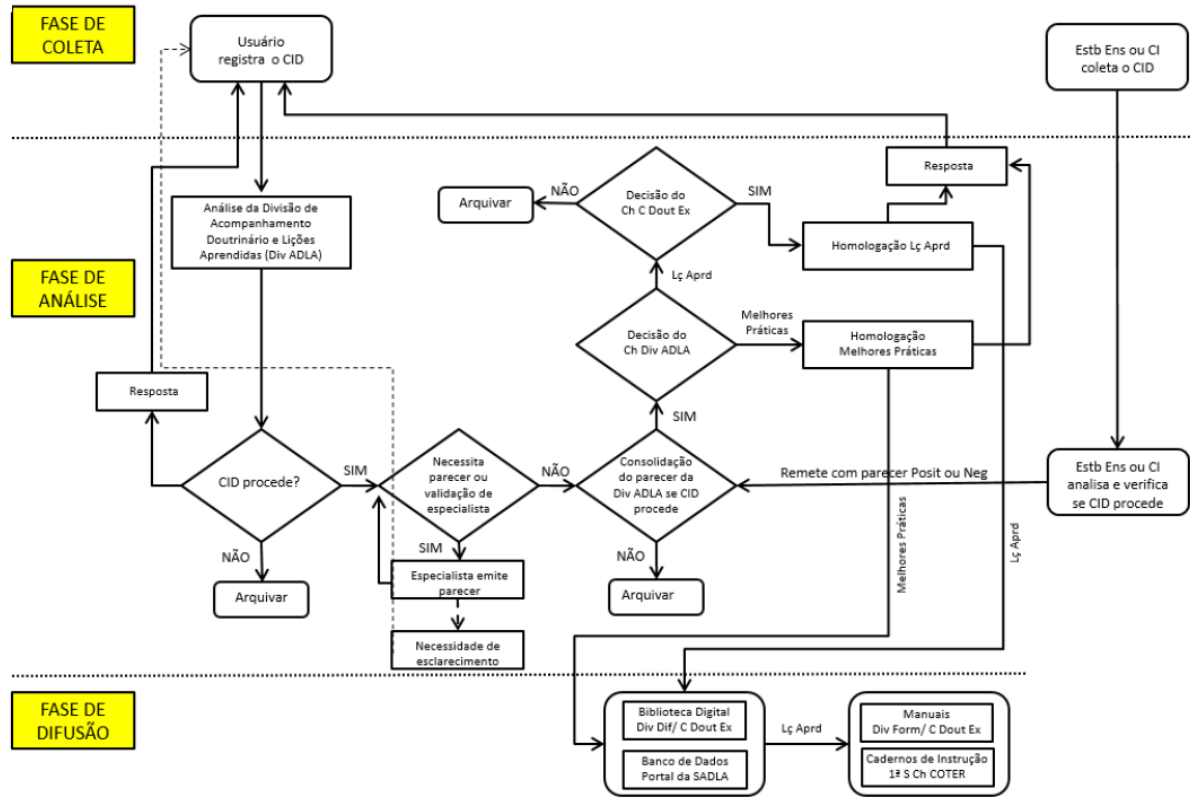 FASE DE
COLETA
Usuário
registra o CID
Estb Ens ou CI
coleta o CID
FASE DE
ANÁLISE
Análise da Divisão de
Acompanhamento
Doutrinário e Lições
Aprendidas (Div ADLA)
Arquivar
NÃO
Decisão do
Ch C Dout Ex
SIM
Resposta
Homologação Lç Aprd
Lç Aprd
Decisão do
Ch Div ADLA
Melhores
Práticas
Homologação
Melhores Práticas
Resposta
SIM
CID procede?
SIM
Necessita
parecer ou
validação de
especialista
NÃO
Consolidação
do parecer da
Div ADLA se CID
procede
Remete com parecer Posit ou Neg
Estb Ens ou CI
analisa e verifica
se CID procede
NÃO
Arquivar
SIM
Especialista emite
parecer
Necessidade de
esclarecimento
NÃO
Arquivar
Melhores Práticas
Lç Aprd
FASE DE
DIFUSÃO
Biblioteca Digital
Div Dif/ C Dout Ex
Banco de Dados
Portal da SADLA
Lç Aprd
Manuais
Div Form/ C Dout Ex
Cadernos de Instrução
1ª S Ch COTER